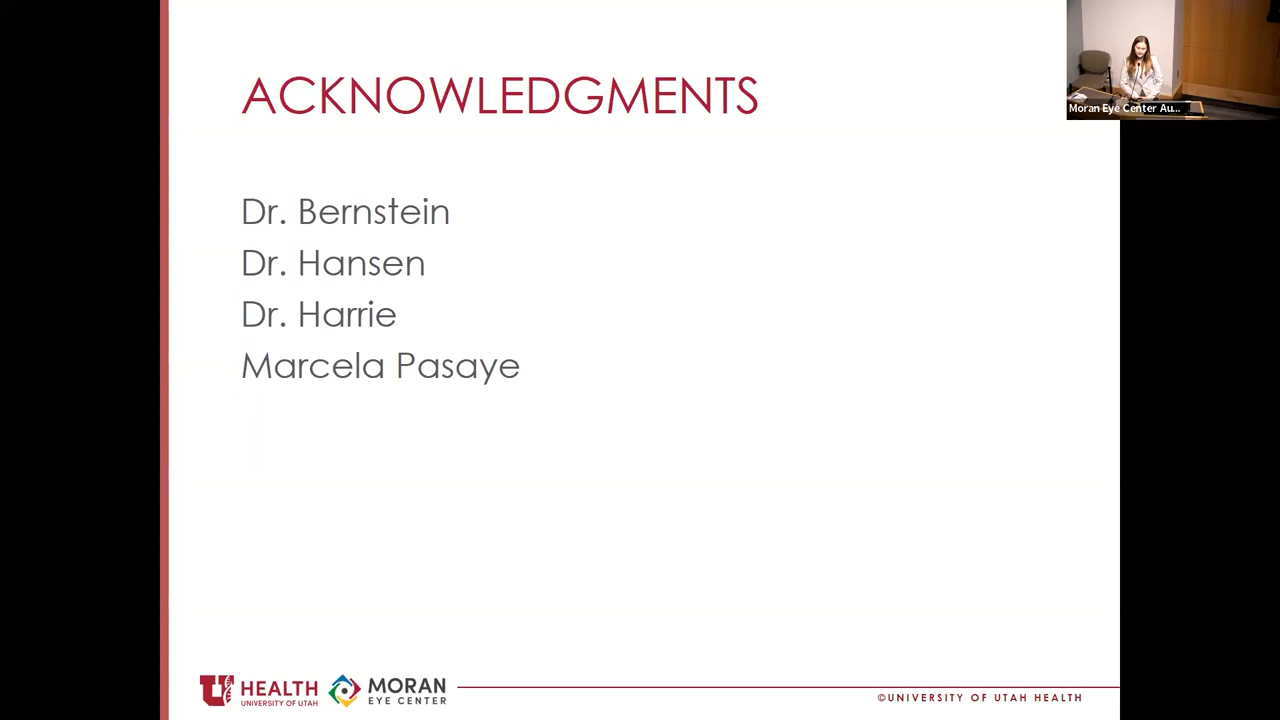 ACKNOWLEDGMENTS
Moran Eye Center Au...
Dr. Bernstein
Dr. Hansen
Dr. Harrie
Marcela Pasaye
U HEALTH
UNIVERSITY OF UTAH
MORAN
EYE CENTER
©UNIVERSITY OF UTAH HEALTH